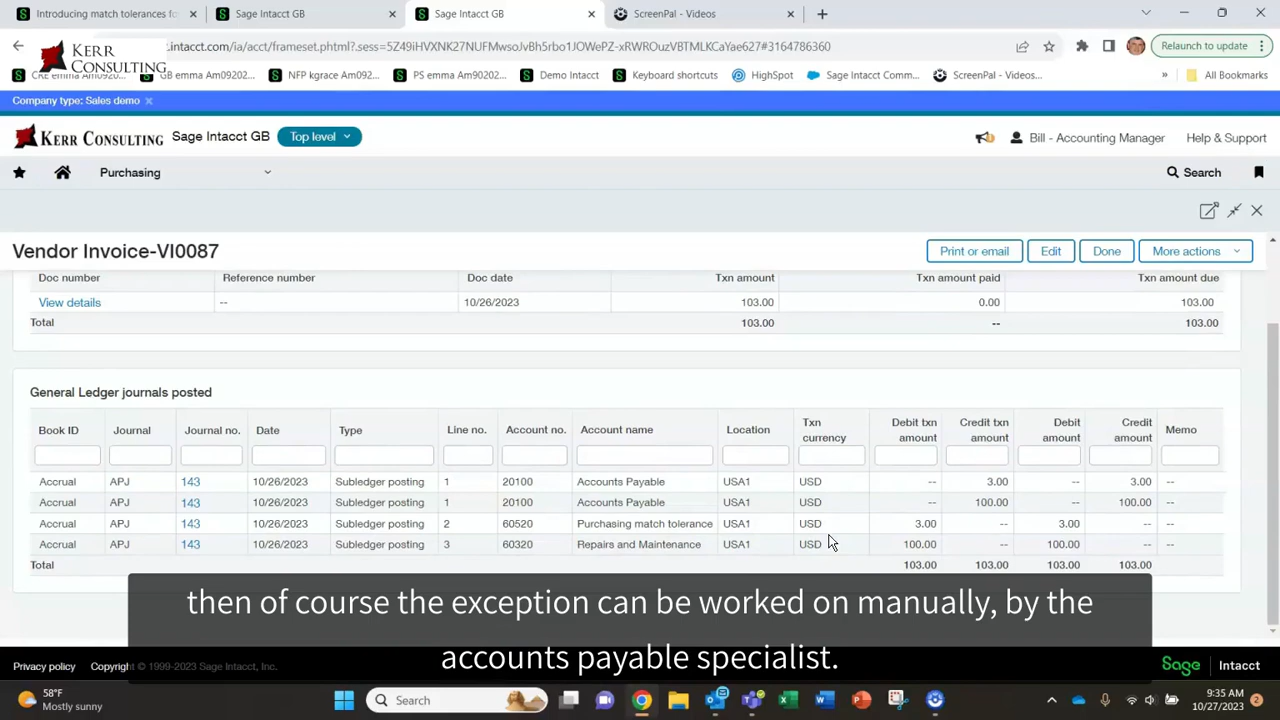 Introducing match tolerances fo
Sage Intacct GB
Sage Intacct GB
ScreenPal - Videos
.intacct.com/ia/acct/frameset.phtml?.sess=5Z49iHVXNK27NUFMwsoJvBh5rbo1JOWePZ-xRWROuzVBTMLKCaYae627#3164786360
Relaunch to update
KERR
CONSULTING
GB emma Am09202...
NFP kgrace Am092...
PS emma Am90202...
Demo Intacct
Keyboard shortcuts
HighSpot
Sage Intacct Comm...
ScreenPal - Videos...
All Bookmarks
Company type: Sales demo
KERR CONSULTING
Sage Intacct GB
Top level
Bill - Accounting Manager
Help & Support
Purchasing
Search
Vendor Invoice-VI0087
Print or email
Edit
Done
More actions
Doc number Reference number Doc date Txn amount Txn amount paid Txn amount due
View details -- 10/26/2023 103.00 0.00 103.00
Total 103.00 -- 103.00
General Ledger journals posted
Book ID Journal Journal no. Date Type Line no. Account no. Account name Location Txn currency Debit txn amount Credit txn amount Debit amount Credit amount Memo
Accrual APJ 143 10/26/2023 Subledger posting 1 20100 Accounts Payable USA1 USD -- 3.00 -- 3.00 --
Accrual APJ 143 10/26/2023 Subledger posting 1 20100 Accounts Payable USA1 USD -- 100.00 -- 100.00 --
Accrual APJ 143 10/26/2023 Subledger posting 2 60520 Purchasing match tolerance USA1 USD 3.00 -- 3.00 -- --
Accrual APJ 143 10/26/2023 Subledger posting 3 60320 Repairs and Maintenance USA1 USD 100.00 -- 100.00 -- --
Total 103.00 103.00 103.00 103.00
then of course the exception can be worked on manually, by the
accounts payable specialist.
Privacy policy
Copyright © 1999-2023 Sage Intacct, Inc.
Sage Intacct
58°F
Mostly sunny
Search
9:35 AM
10/27/2023